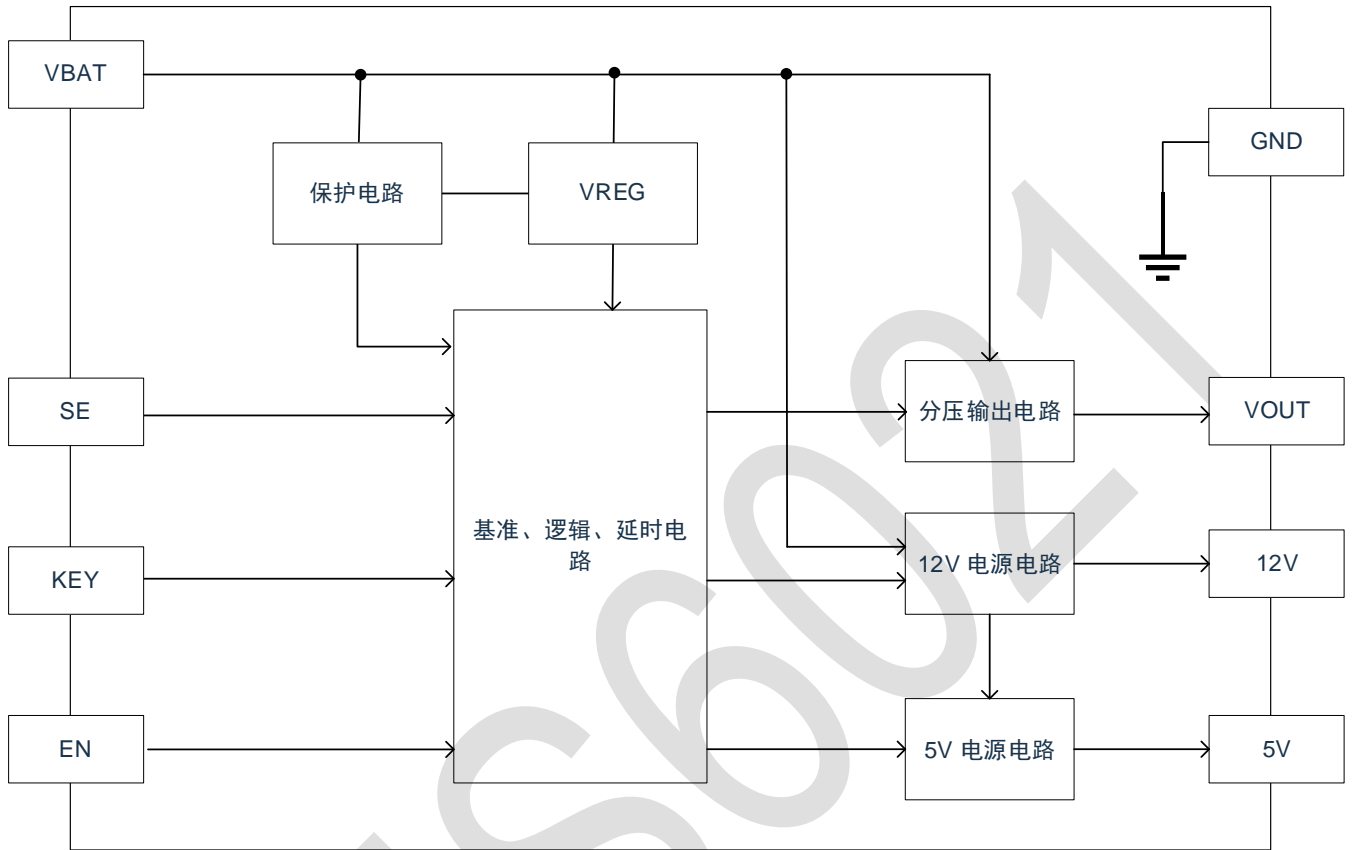 VBAT
GND
保护电路
VREG
SE
分压输出电路
VOUT
基准、逻辑、延时电
路
KEY
12V 电源电路
12V
EN
5V 电源电路
5V
S6021